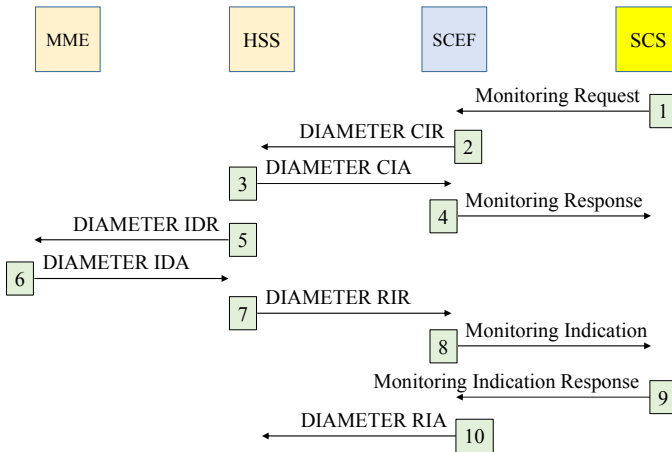 MME
HSS
SCEF
SCS
Monitoring Request
1
DIAMETER CIR
2
3
DIAMETER CIA
4
Monitoring Response
DIAMETER IDR
5
6
DIAMETER IDA
7
DIAMETER RIR
8
Monitoring Indication
Monitoring Indication Response
9
DIAMETER RIA
10